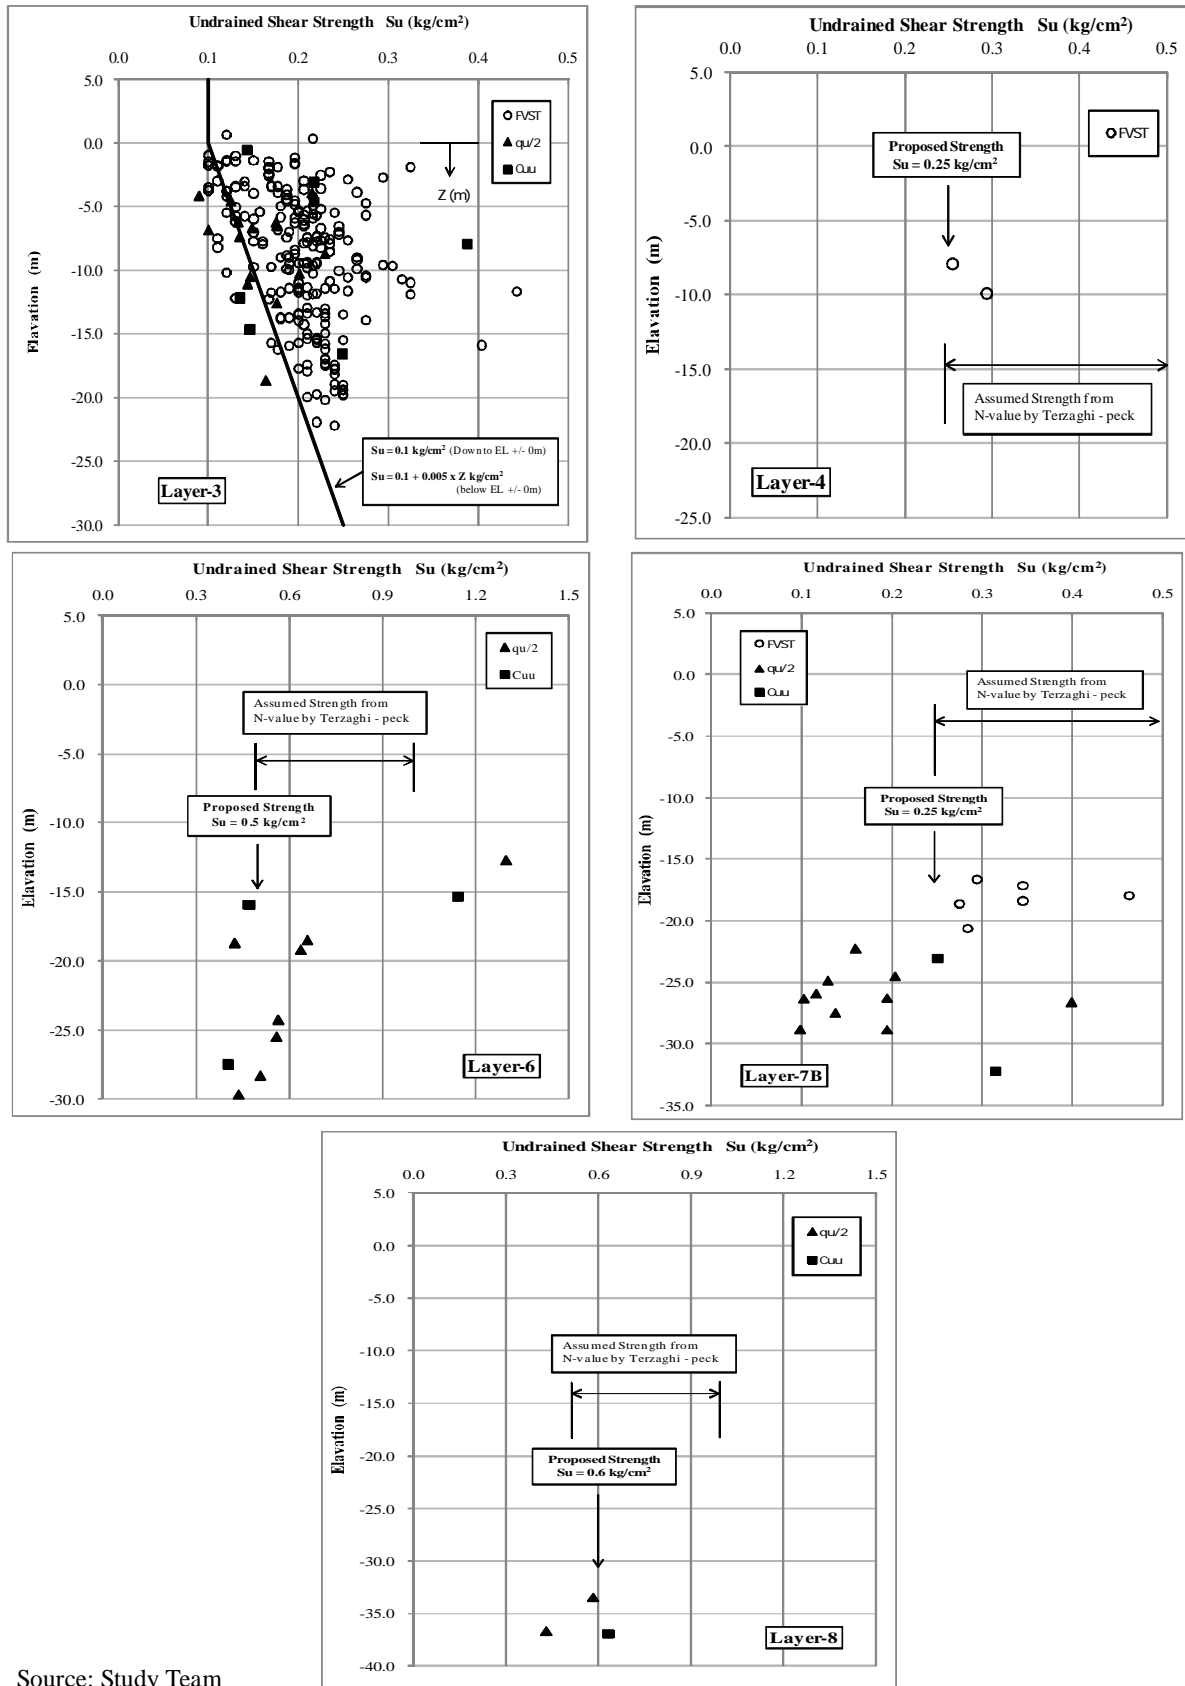 Undrained Shear Strength Su (kg/cm²)
0.0 0.1 0.2 0.3 0.4 0.5
5.0
0.0
-5.0
-10.0
-15.0
-20.0
-25.0
-30.0
Elavation (m)
FVST
qu/2
Cuu
Z (m)
Su = 0.1 kg/cm² (Down to EL +/- 0m)
Su = 0.1 + 0.005 x Z kg/cm²
(below EL +/- 0m)
Layer-3
Undrained Shear Strength Su (kg/cm²)
0.0 0.1 0.2 0.3 0.4 0.5
5.0
0.0
-5.0
-10.0
-15.0
-20.0
-25.0
Elavation (m)
FVST
Proposed Strength
Su = 0.25 kg/cm²
Assumed Strength from
N-value by Terzaghi - peck
Layer-4
Undrained Shear Strength Su (kg/cm²)
0.0 0.3 0.6 0.9 1.2 1.5
5.0
0.0
-5.0
-10.0
-15.0
-20.0
-25.0
-30.0
Elavation (m)
qu/2
Cuu
Assumed Strength from
N-value by Terzaghi - peck
Proposed Strength
Su = 0.5 kg/cm²
Layer-6
Undrained Shear Strength Su (kg/cm²)
0.0 0.1 0.2 0.3 0.4 0.5
5.0
0.0
-5.0
-10.0
-15.0
-20.0
-25.0
-30.0
-35.0
Elavation (m)
FVST
qu/2
Cuu
Assumed Strength from
N-value by Terzaghi - peck
Proposed Strength
Su = 0.25 kg/cm²
Layer-7B
Undrained Shear Strength Su (kg/cm²)
0.0 0.3 0.6 0.9 1.2 1.5
5.0
0.0
-5.0
-10.0
-15.0
-20.0
-25.0
-30.0
-35.0
-40.0
Elavation (m)
qu/2
Cuu
Assumed Strength from
N-value by Terzaghi - peck
Proposed Strength
Su = 0.6 kg/cm²
Layer-8
Source: Study Team